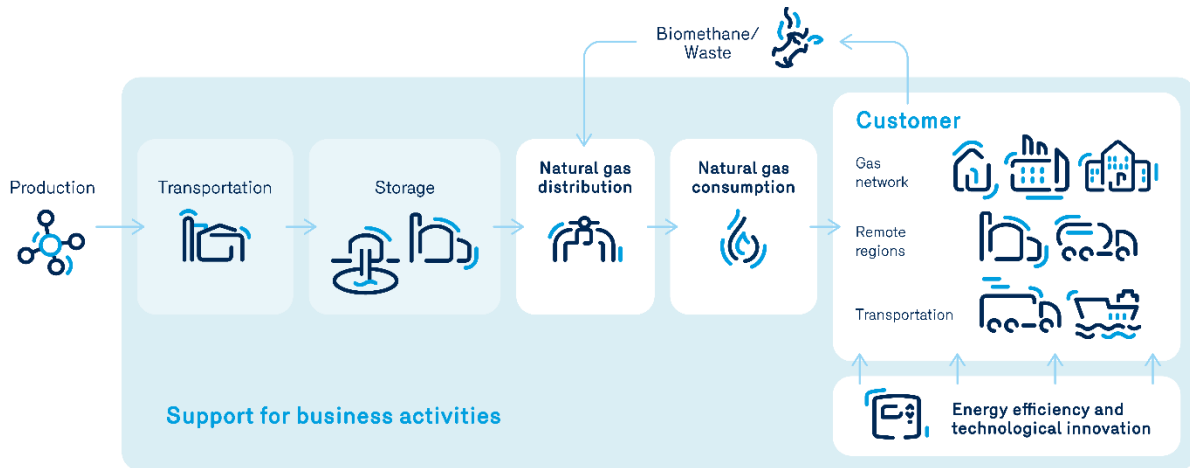 Biomethane/
Waste
Production
Transportation
Storage
Natural gas
distribution
Natural gas
consumption
Customer
Gas
network
Remote
regions
Transportation
Support for business activities
Energy efficiency and
technological innovation